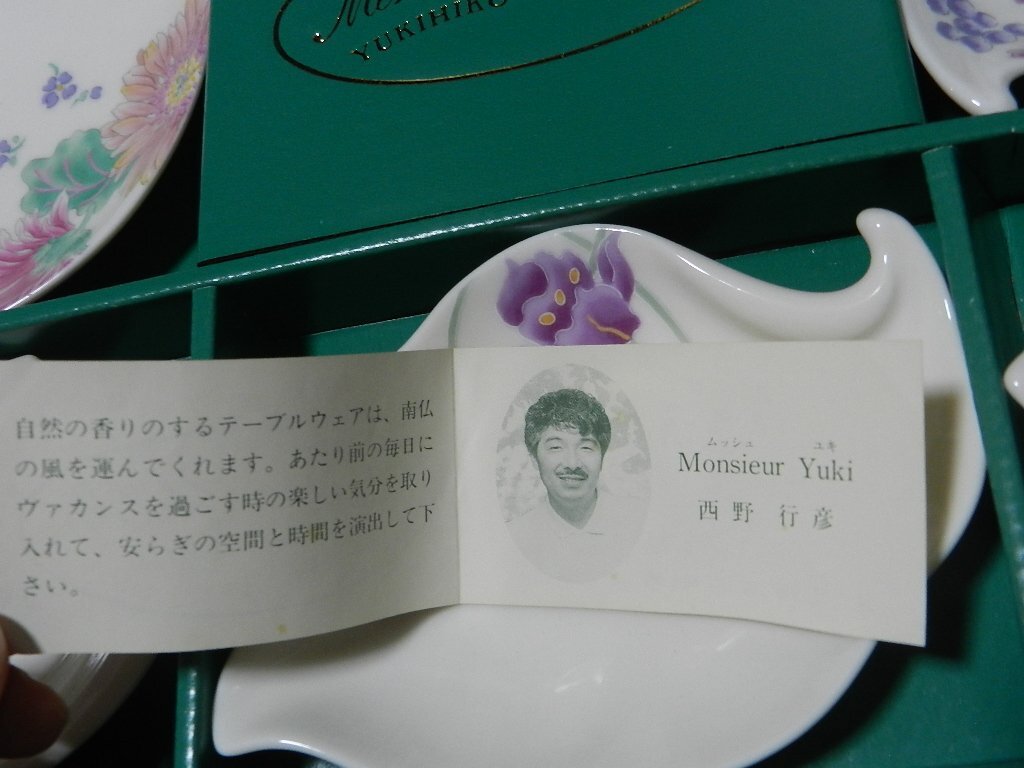 YUKIHIKO
自然の香りのするテーブルウェアは、南仏
の風を運んでくれます。あたり前の毎日に
ヴァカンスを過ごす時の楽しい気分を取り
入れて、安らぎの空間と時間を演出して下
さい。
ムッシュ ユキ
Monsieur Yuki
西野 行彦